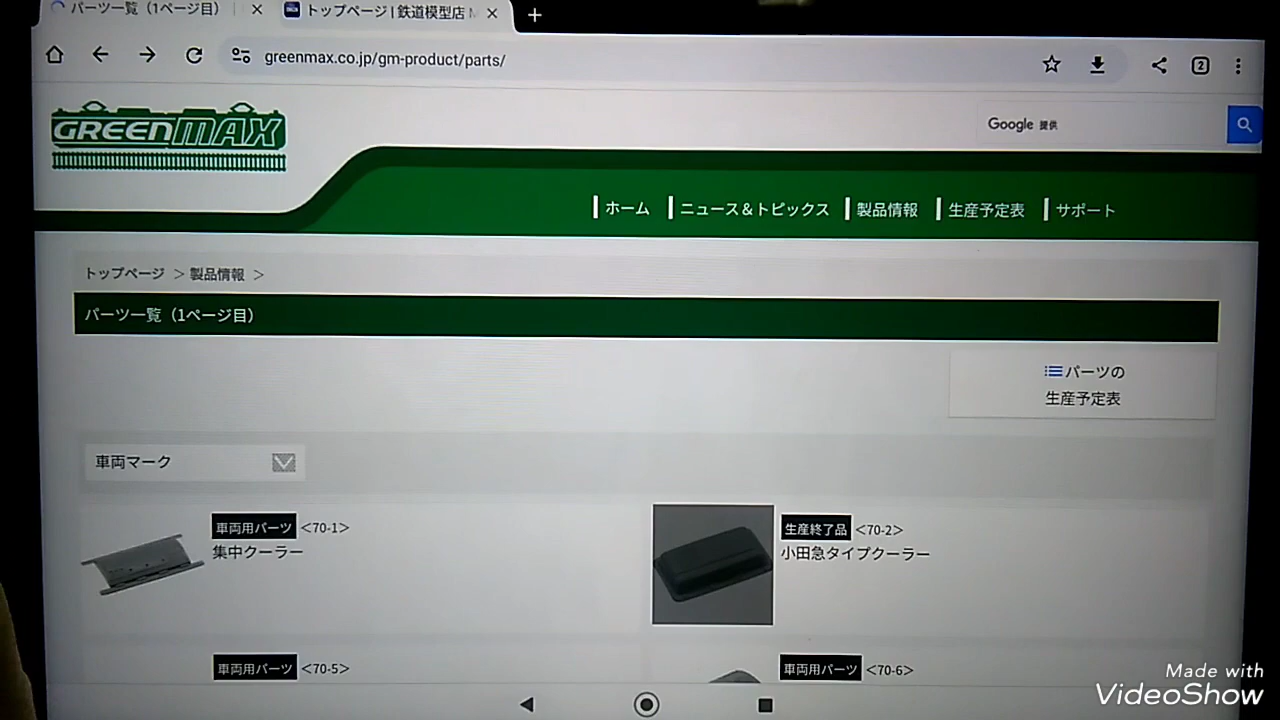 パーツ一覧（1ページ目）
トップページ | 鉄道模型店
greenmax.co.jp/gm-product/parts/
2
GREENMAX
Google 提供
ホーム
ニュース＆トピックス
製品情報
生産予定表
サポート
トップページ ＞製品情報 ＞
パーツ一覧（1ページ目）
パーツの
生産予定表
車両マーク
車両用パーツ <70-1>
集中クーラー
生産終了品 <70-2>
小田急タイプクーラー
車両用パーツ <70-5>
車両用パーツ <70-6>
Made with
VideoShow